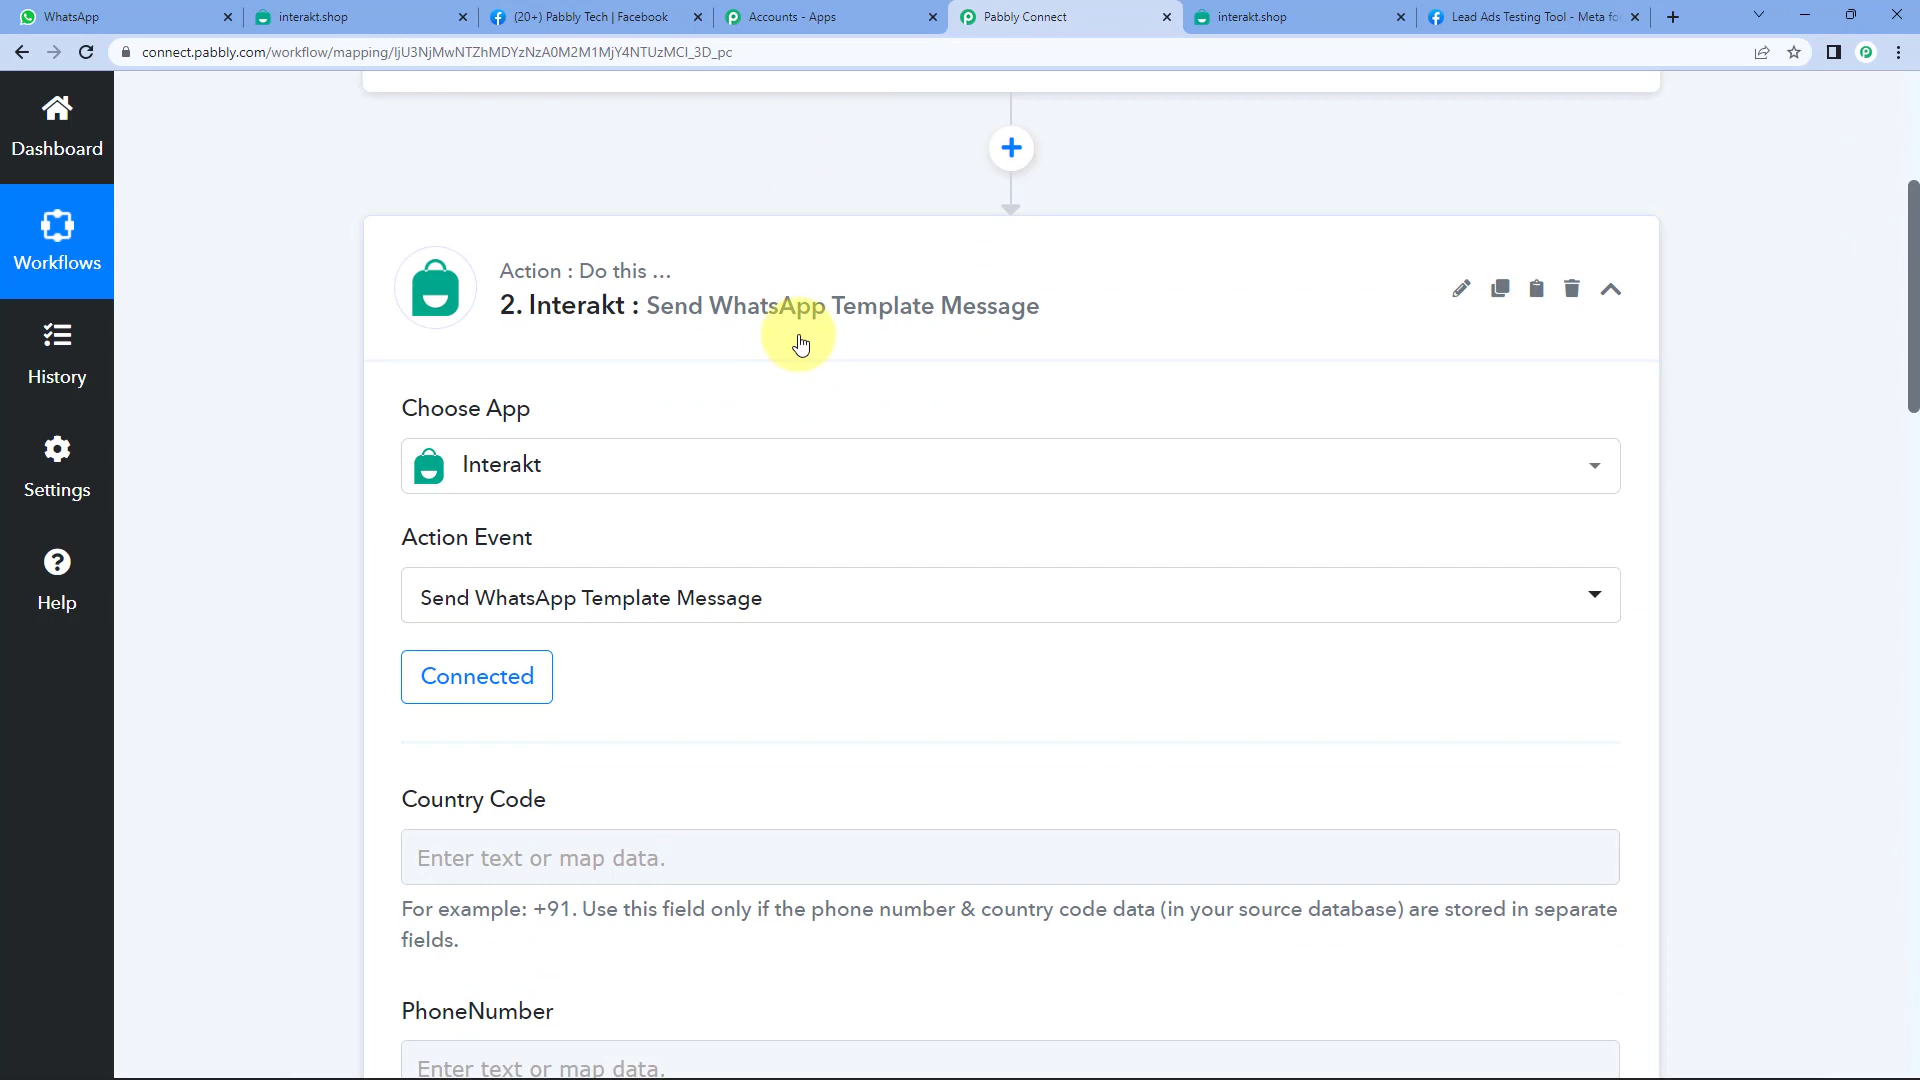 WhatsApp
interakt.shop
(20+) Pabbly Tech | Facebook
Accounts - Apps
Pabbly Connect
interakt.shop
Lead Ads Testing Tool - Meta fo
connect.pabbly.com/workflow/mapping/IjU3NjMwNTZhMDYzNzA0M2M1MjY4NTUzMCI_3D_pc
Dashboard
Workflows
History
Settings
Help
Action : Do this ...
2. Interakt : Send WhatsApp Template Message
Choose App
Interakt
Action Event
Send WhatsApp Template Message
Connected
Country Code
Enter text or map data.
For example: +91. Use this field only if the phone number & country code data (in your source database) are stored in separate
fields.
PhoneNumber
Enter text or map data.